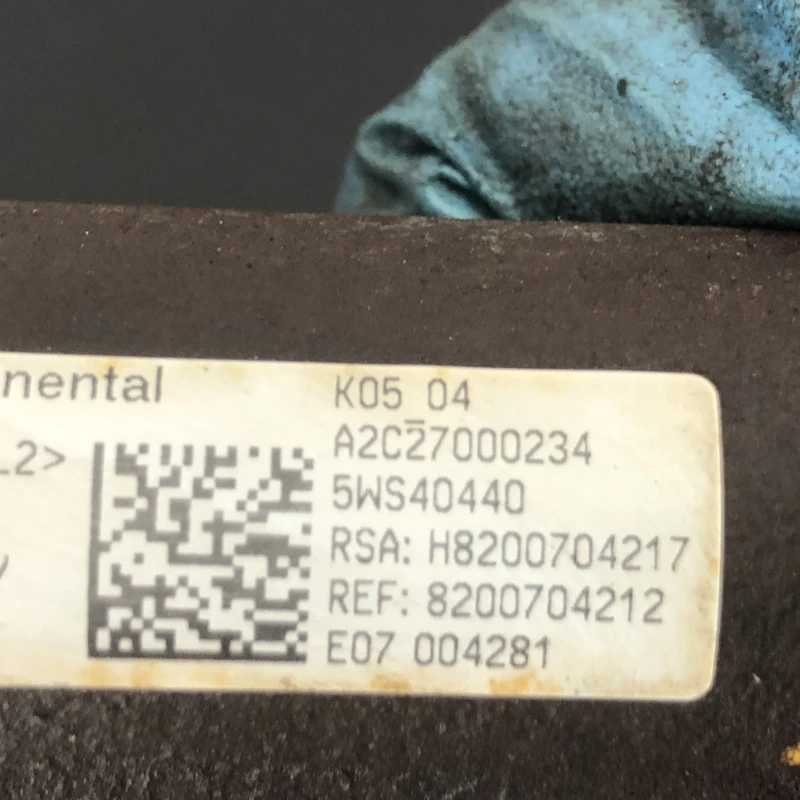 nental
K05 04
A2C27000234
L2>
5WS40440
RSA: H8200704217
REF: 8200704212
E07 004281